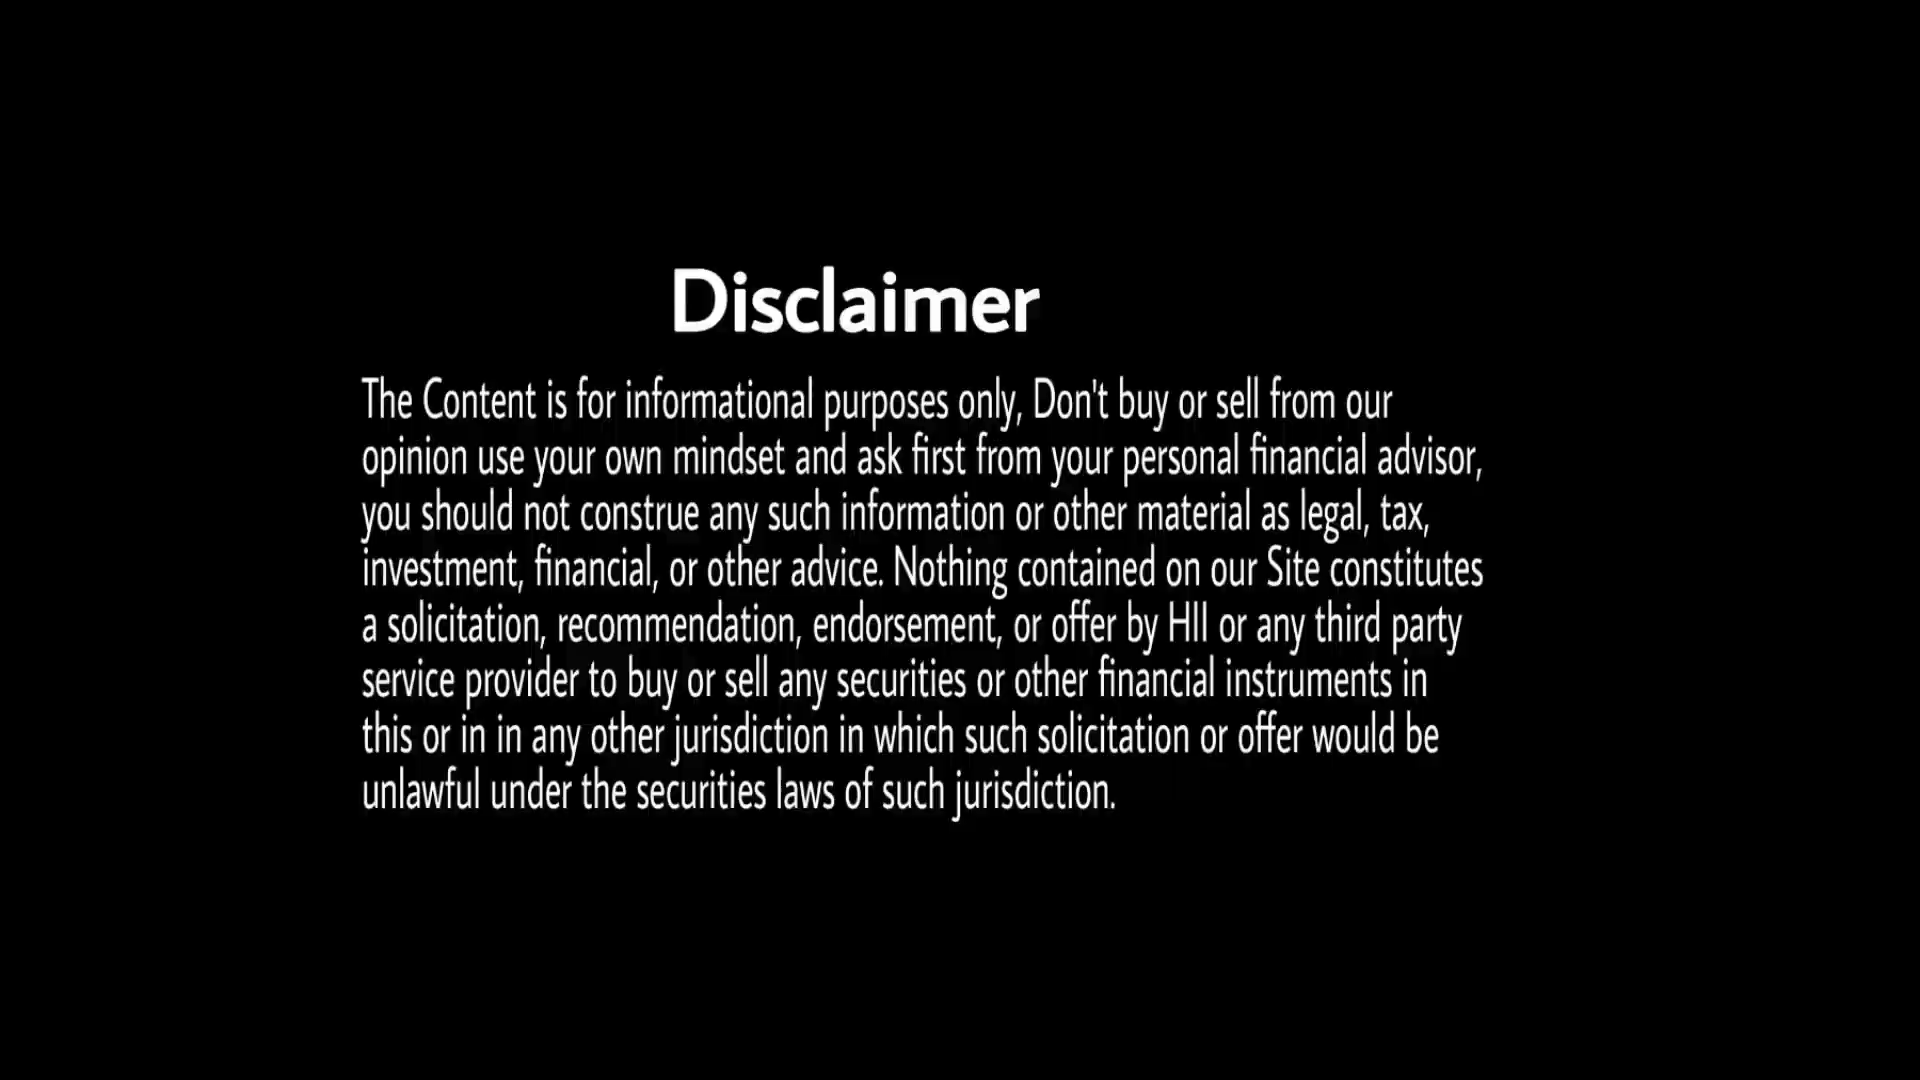 Disclaimer
The Content is for informational purposes only, Don't buy or sell from our
opinion use your own mindset and ask first from your personal financial advisor,
you should not construe any such information or other material as legal, tax,
investment, financial, or other advice. Nothing contained on our Site constitutes
a solicitation, recommendation, endorsement, or offer by HII or any third party
service provider to buy or sell any securities or other financial instruments in
this or in in any other jurisdiction in which such solicitation or offer would be
unlawful under the securities laws of such jurisdiction.